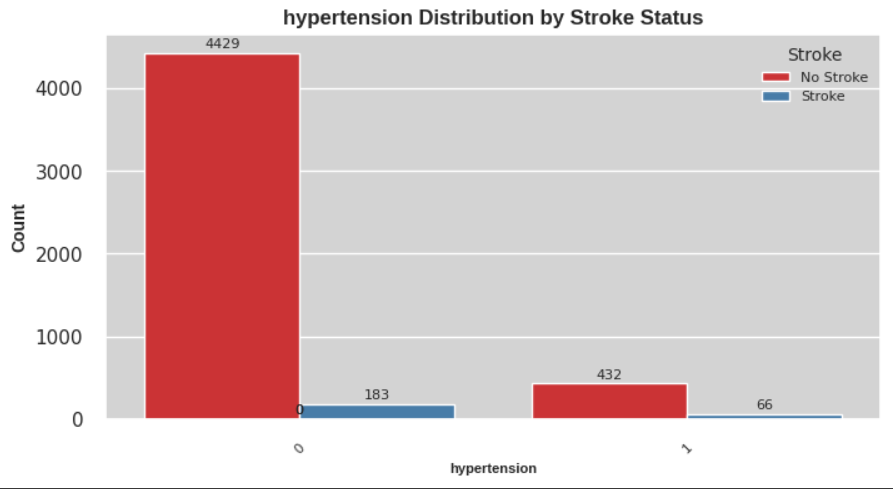 hypertension Distribution by Stroke Status
4429
Stroke
No Stroke
Stroke
4000
3000
2000
1000
0
Count
0
183
432
66
0
1
hypertension